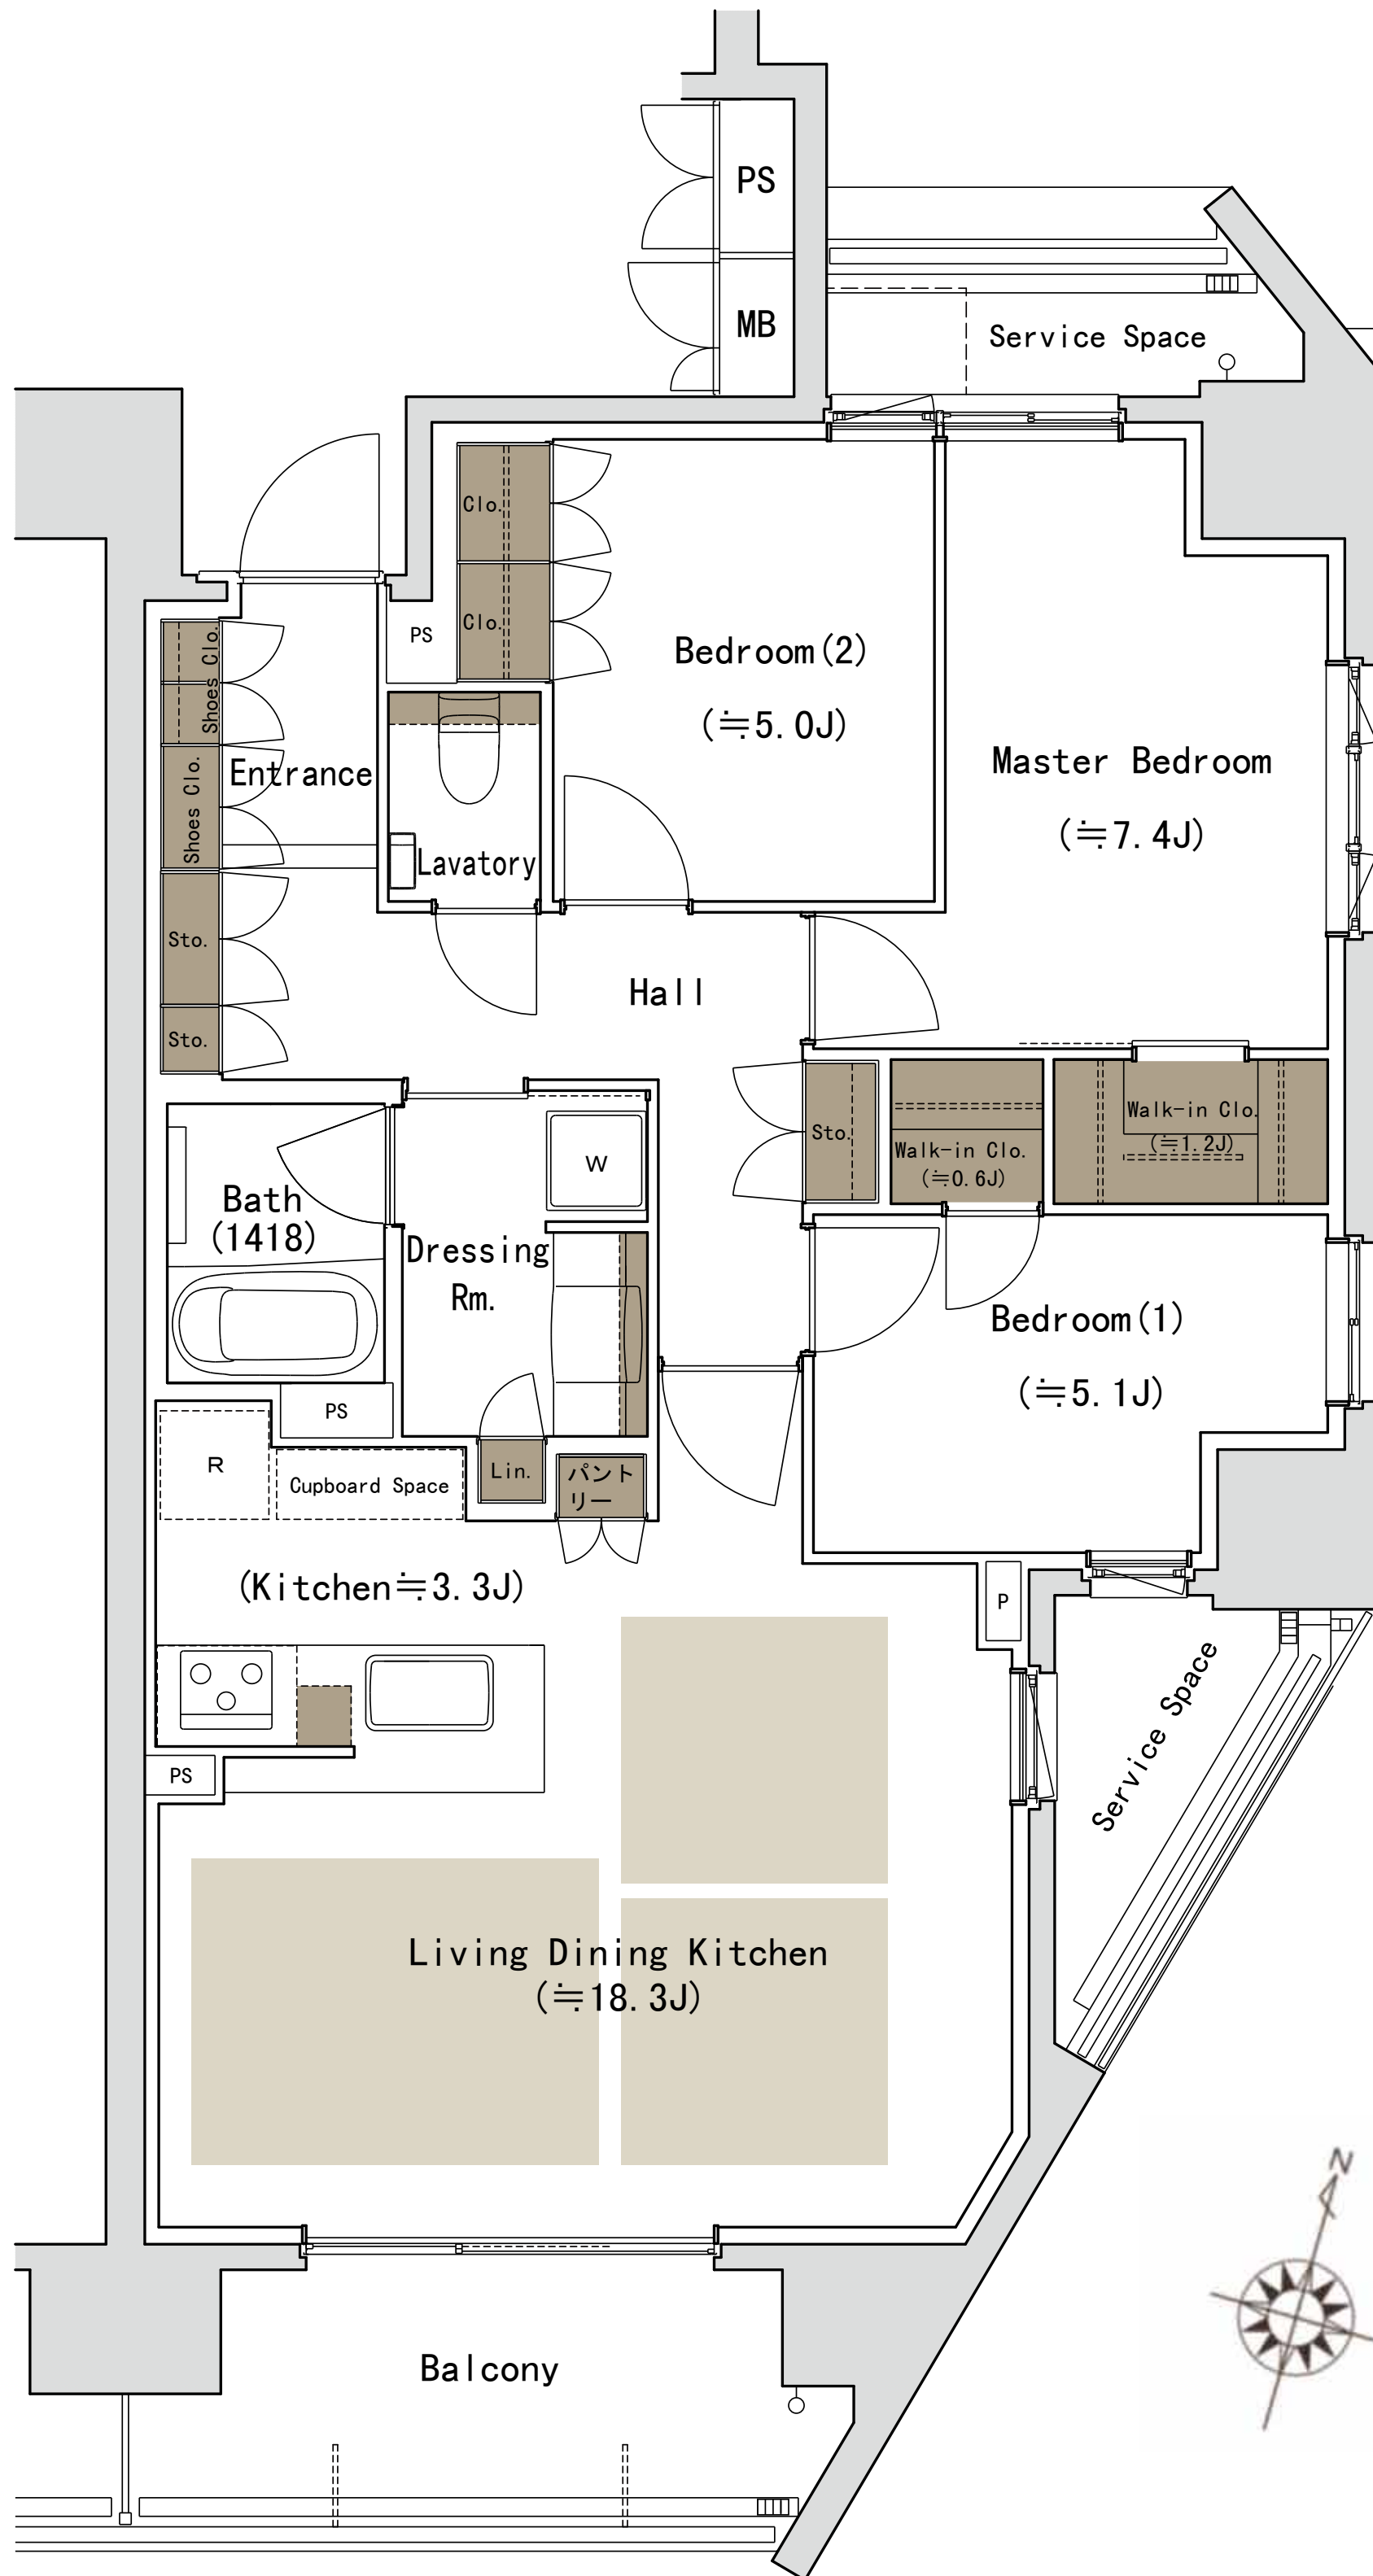 PS
MB
Service Space
Clo.
Clo.
PS
Shoes Clo.
Shoes Clo.
Entrance
Lavatory
Bedroom(2)
(≒5.0J)
Master Bedroom
(≒7.4J)
Sto.
Sto.
Hall
Sto.
Walk-in Clo.
(≒0.6J)
Walk-in Clo.
(≒1.2J)
W
Bath
(1418)
Dressing
Rm.
Bedroom(1)
(≒5.1J)
PS
R
Cupboard Space
Lin.
パント
リー
(Kitchen≒3.3J)
P
Service Space
PS
Living Dining Kitchen
(≒18.3J)
N
Balcony